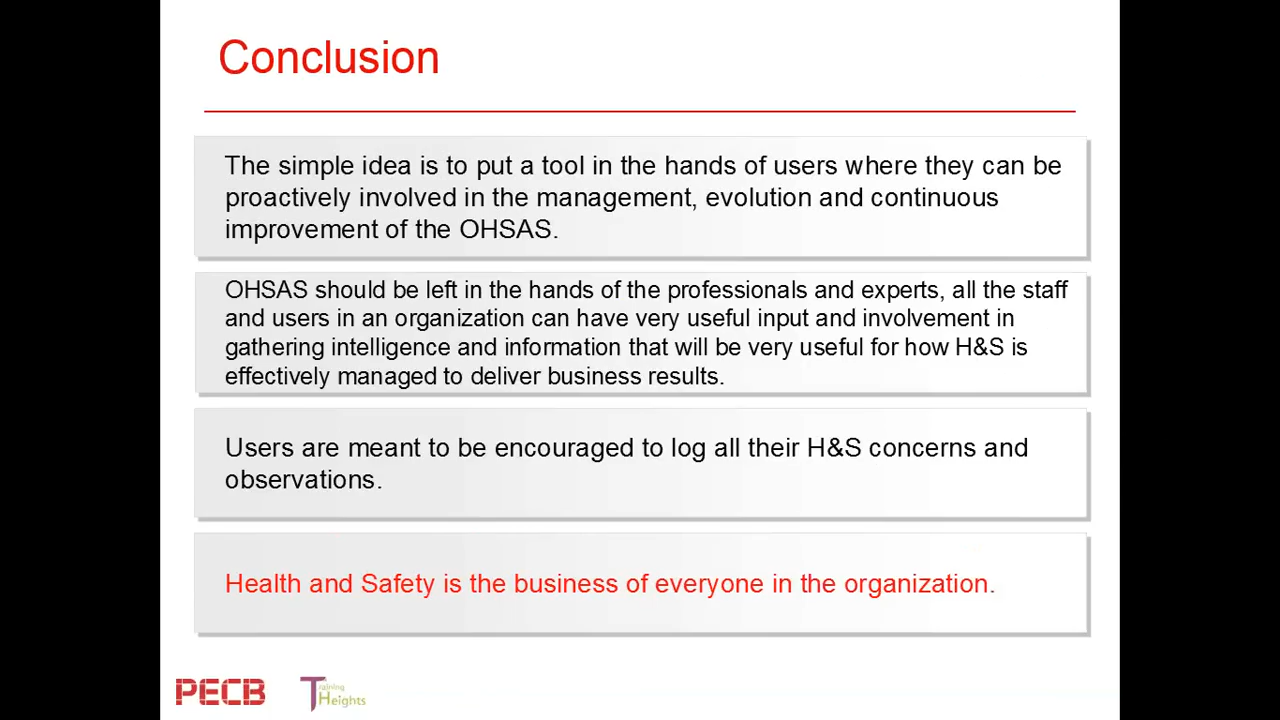 Conclusion
The simple idea is to put a tool in the hands of users where they can be
proactively involved in the management, evolution and continuous
improvement of the OHSAS.
OHSAS should be left in the hands of the professionals and experts, all the staff
and users in an organization can have very useful input and involvement in
gathering intelligence and information that will be very useful for how H&S is
effectively managed to deliver business results.
Users are meant to be encouraged to log all their H&S concerns and
observations.
Health and Safety is the business of everyone in the organization.
PECB
Training
Heights